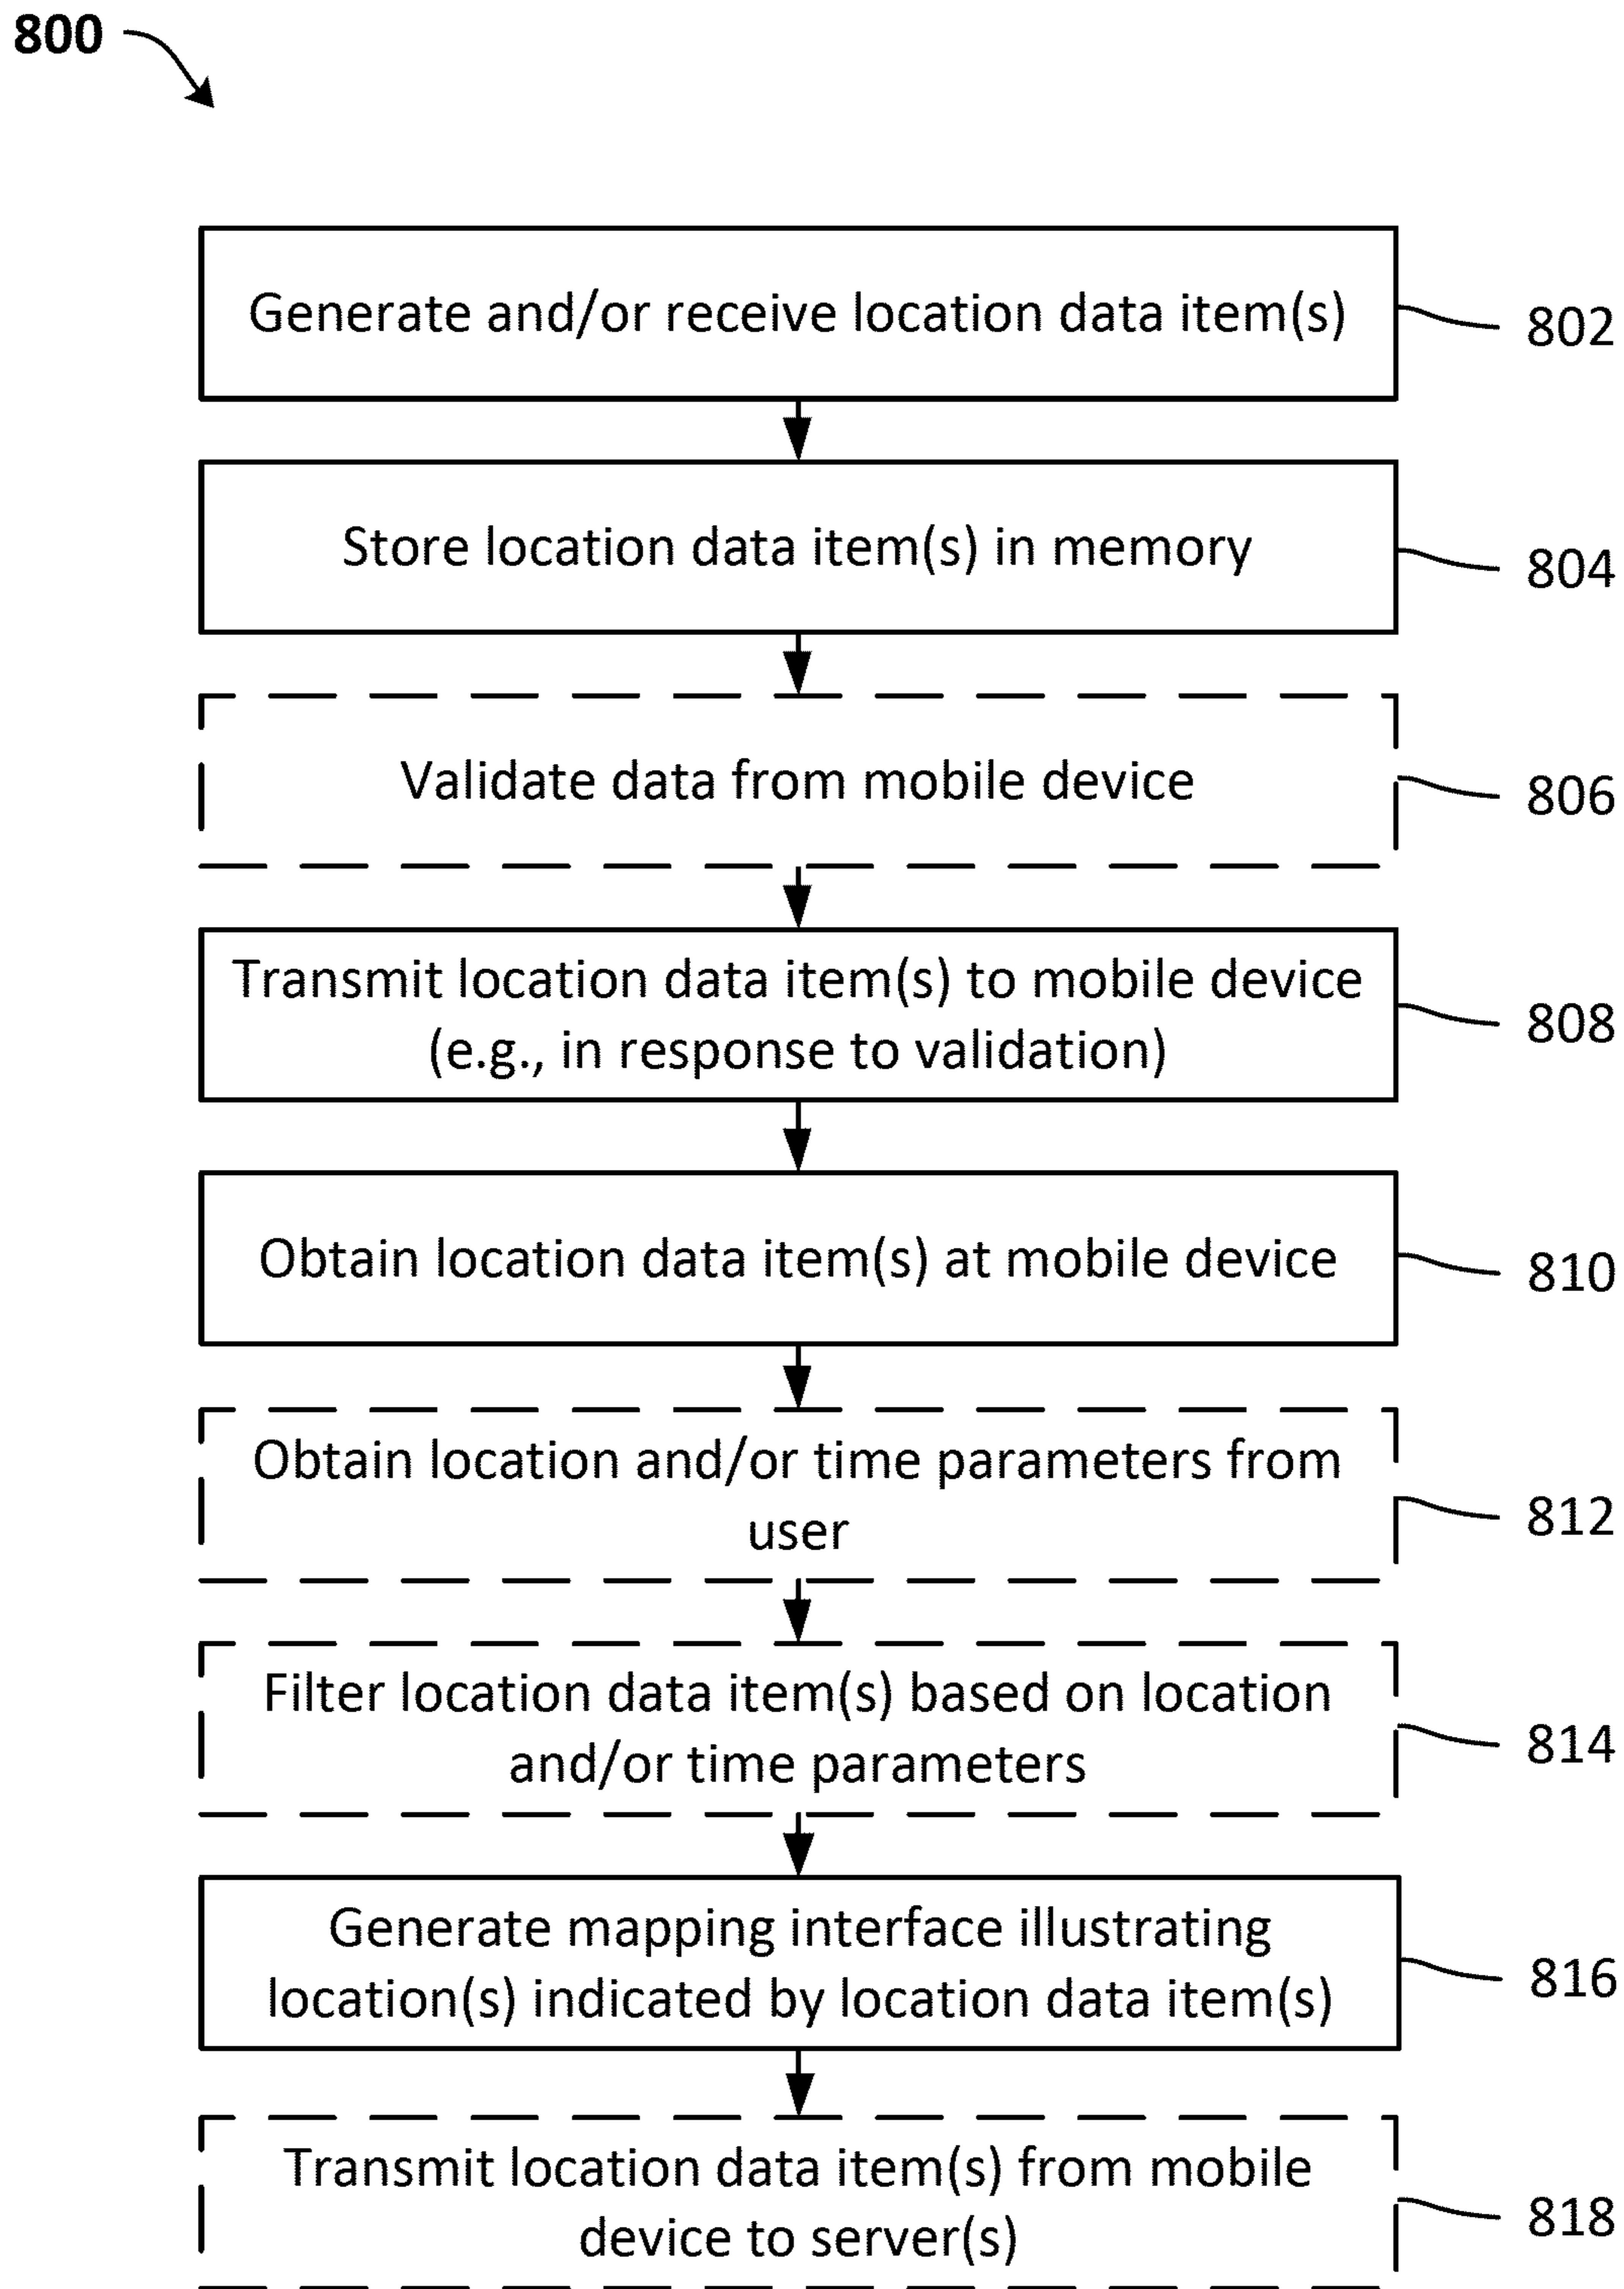 800
Generate and/or receive location data item(s)
802
Store location data item(s) in memory
804
Validate data from mobile device
806
Transmit location data item(s) to mobile device
(e.g., in response to validation)
808
Obtain location data item(s) at mobile device
810
Obtain location and/or time parameters from
user
812
Filter location data item(s) based on location
and/or time parameters
814
Generate mapping interface illustrating
location(s) indicated by location data item(s)
816
Transmit location data item(s) from mobile
device to server(s)
818